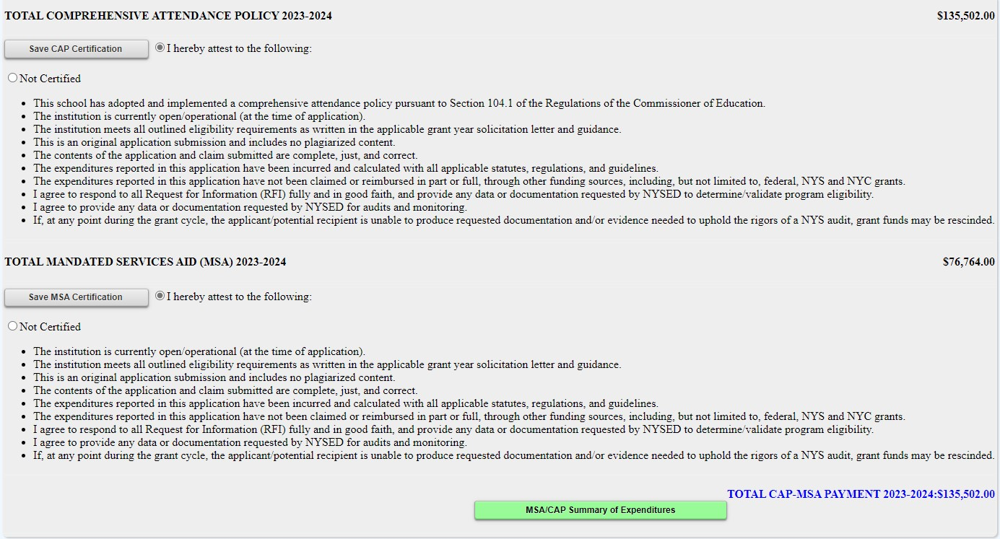 TOTAL COMPREHENSIVE ATTENDANCE POLICY 2023-2024 $135,502.00
Save CAP Certification I hereby attest to the following:
Not Certified
• This school has adopted and implemented a comprehensive attendance policy pursuant to Section 104.1 of the Regulations of the Commissioner of Education.
• The institution is currently open/operational (at the time of application).
• The institution meets all outlined eligibility requirements as written in the applicable grant year solicitation letter and guidance.
• This is an original application submission and includes no plagiarized content.
• The contents of the application and claim submitted are complete, just, and correct.
• The expenditures reported in this application have been incurred and calculated with all applicable statutes, regulations, and guidelines.
• The expenditures reported in this application have not been claimed or reimbursed in part or full, through other funding sources, including, but not limited to, federal, NYS and NYC grants.
• I agree to respond to all Request for Information (RFI) fully and in good faith, and provide any data or documentation requested by NYSED to determine/validate program eligibility.
• I agree to provide any data or documentation requested by NYSED for audits and monitoring.
• If, at any point during the grant cycle, the applicant/potential recipient is unable to produce requested documentation and/or evidence needed to uphold the rigors of a NYS audit, grant funds may be rescinded.
TOTAL MANDATED SERVICES AID (MSA) 2023-2024 $76,764.00
Save MSA Certification I hereby attest to the following:
Not Certified
• The institution is currently open/operational (at the time of application).
• The institution meets all outlined eligibility requirements as written in the applicable grant year solicitation letter and guidance.
• This is an original application submission and includes no plagiarized content.
• The contents of the application and claim submitted are complete, just, and correct.
• The expenditures reported in this application have been incurred and calculated with all applicable statutes, regulations, and guidelines.
• The expenditures reported in this application have not been claimed or reimbursed in part or full, through other funding sources, including, but not limited to, federal, NYS and NYC grants.
• I agree to respond to all Request for Information (RFI) fully and in good faith, and provide any data or documentation requested by NYSED to determine/validate program eligibility.
• I agree to provide any data or documentation requested by NYSED for audits and monitoring.
• If, at any point during the grant cycle, the applicant/potential recipient is unable to produce requested documentation and/or evidence needed to uphold the rigors of a NYS audit, grant funds may be rescinded.
TOTAL CAP-MSA PAYMENT 2023-2024:$135,502.00
MSA/CAP Summary of Expenditures